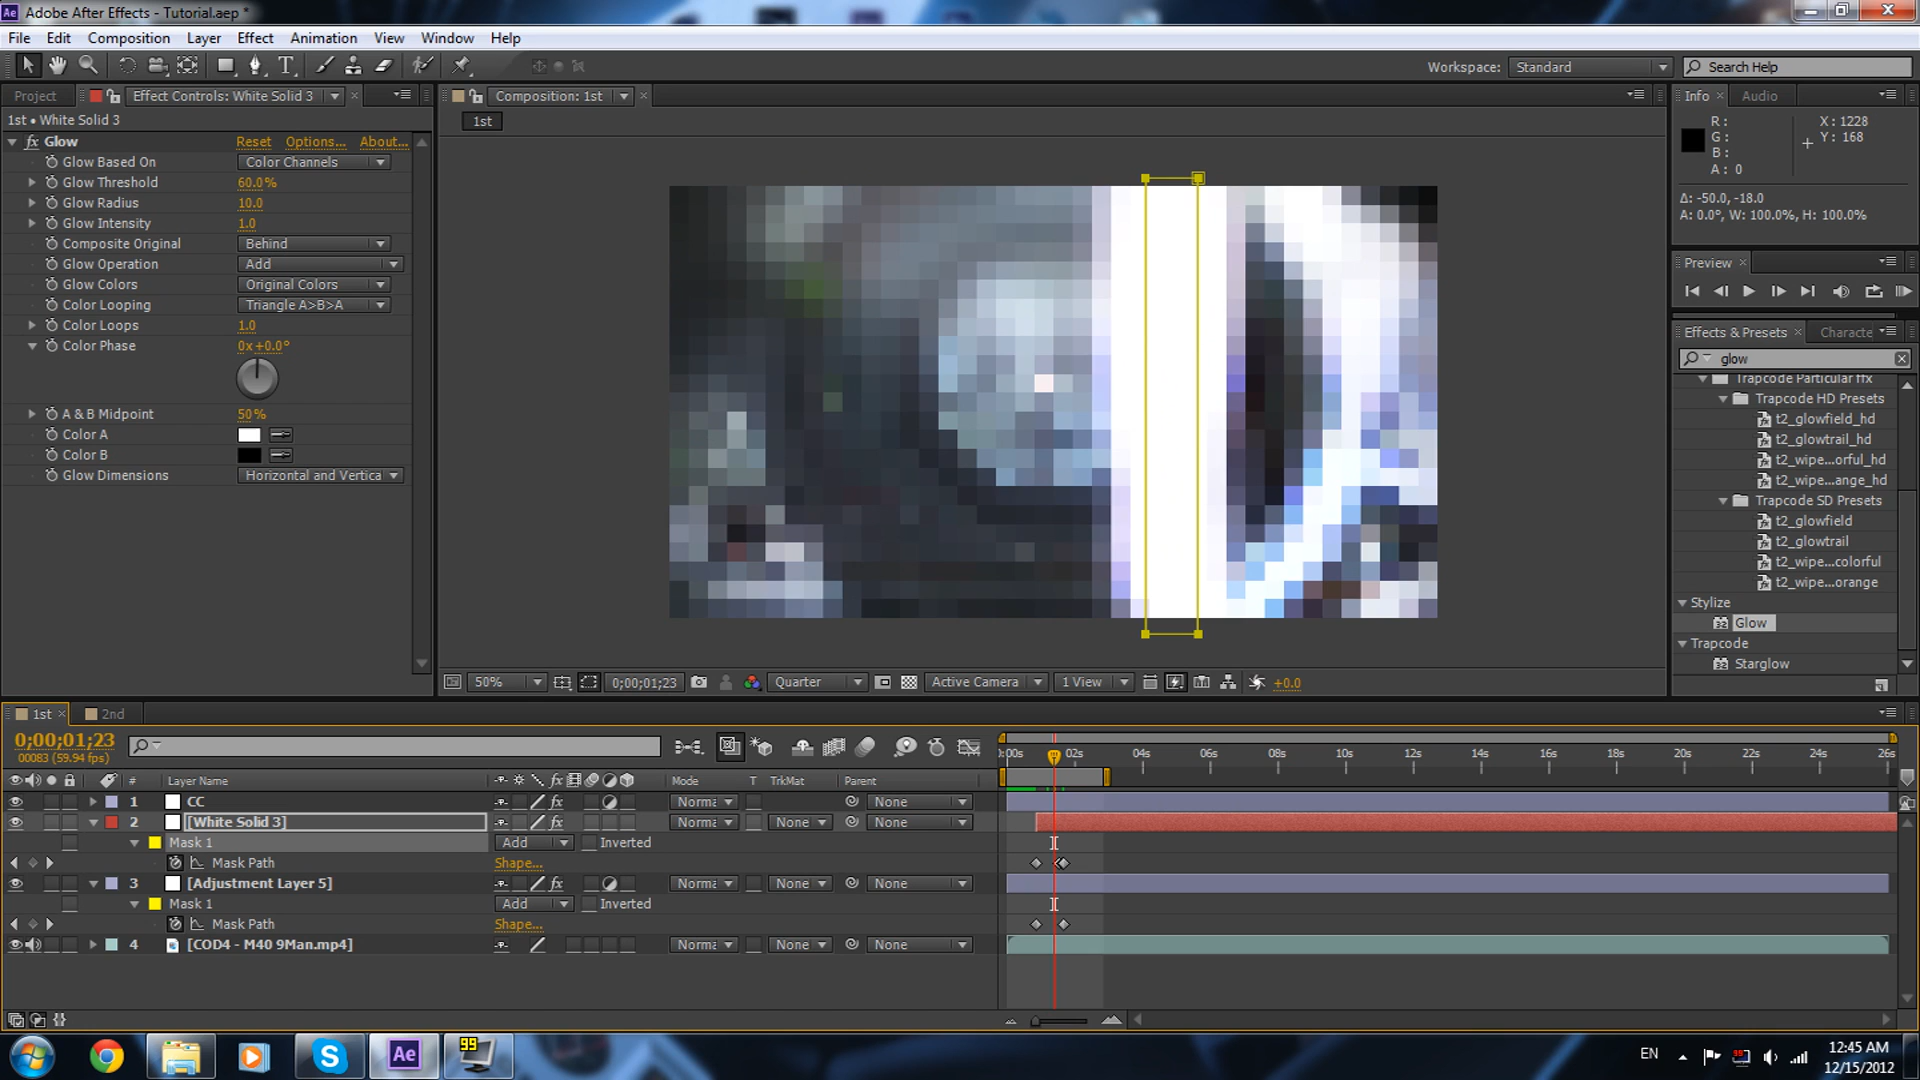 Adobe After Effects - Tutorial.aep *
File Edit Composition Layer Effect Animation View Window Help
Workspace: Standard Search Help
Project Effect Controls: White Solid 3
Composition: 1st
Info Audio
1st • White Solid 3
1st
R:
G:
B:
A: 0
X: 1228
Y: 168
Δ: -50.0, -18.0
A: 0.0°, W: 100.0%, H: 100.0%
fx Glow Reset Options... About...
Glow Based On Color Channels
Glow Threshold 60.0%
Glow Radius 10.0
Glow Intensity 1.0
Composite Original Behind
Glow Operation Add
Glow Colors Original Colors
Color Looping Triangle A>B>A
Color Loops 1.0
Color Phase 0x+0.0°
A & B Midpoint 50%
Color A
Color B
Glow Dimensions Horizontal and Vertica
Preview
Effects & Presets Characte
glow
Trapcode Particular ffx
Trapcode HD Presets
t2_glowfield_hd
t2_glowtrail_hd
t2_wipe...orful_hd
t2_wipe...ange_hd
Trapcode SD Presets
t2_glowfield
t2_glowtrail
t2_wipe...colorful
t2_wipe...orange
Stylize
Glow
Trapcode
Starglow
50% 0;00;01;23 Quarter Active Camera 1 View +0.0
1st 2nd
0;00;01;23
00083 (59.94 fps)
0:00s 02s 04s 06s 08s 10s 12s 14s 16s 18s 20s 22s 24s 26s
# Layer Name fx Mode T TrkMat Parent
1 CC fx Norma None
2 [White Solid 3] fx Norma None None
Mask 1 Add Inverted
Mask Path Shape...
3 [Adjustment Layer 5] fx Norma None None
Mask 1 Add Inverted
Mask Path Shape...
4 [COD4 - M40 9Man.mp4] Norma None None
Ae
99
EN
12:45 AM
12/15/2012